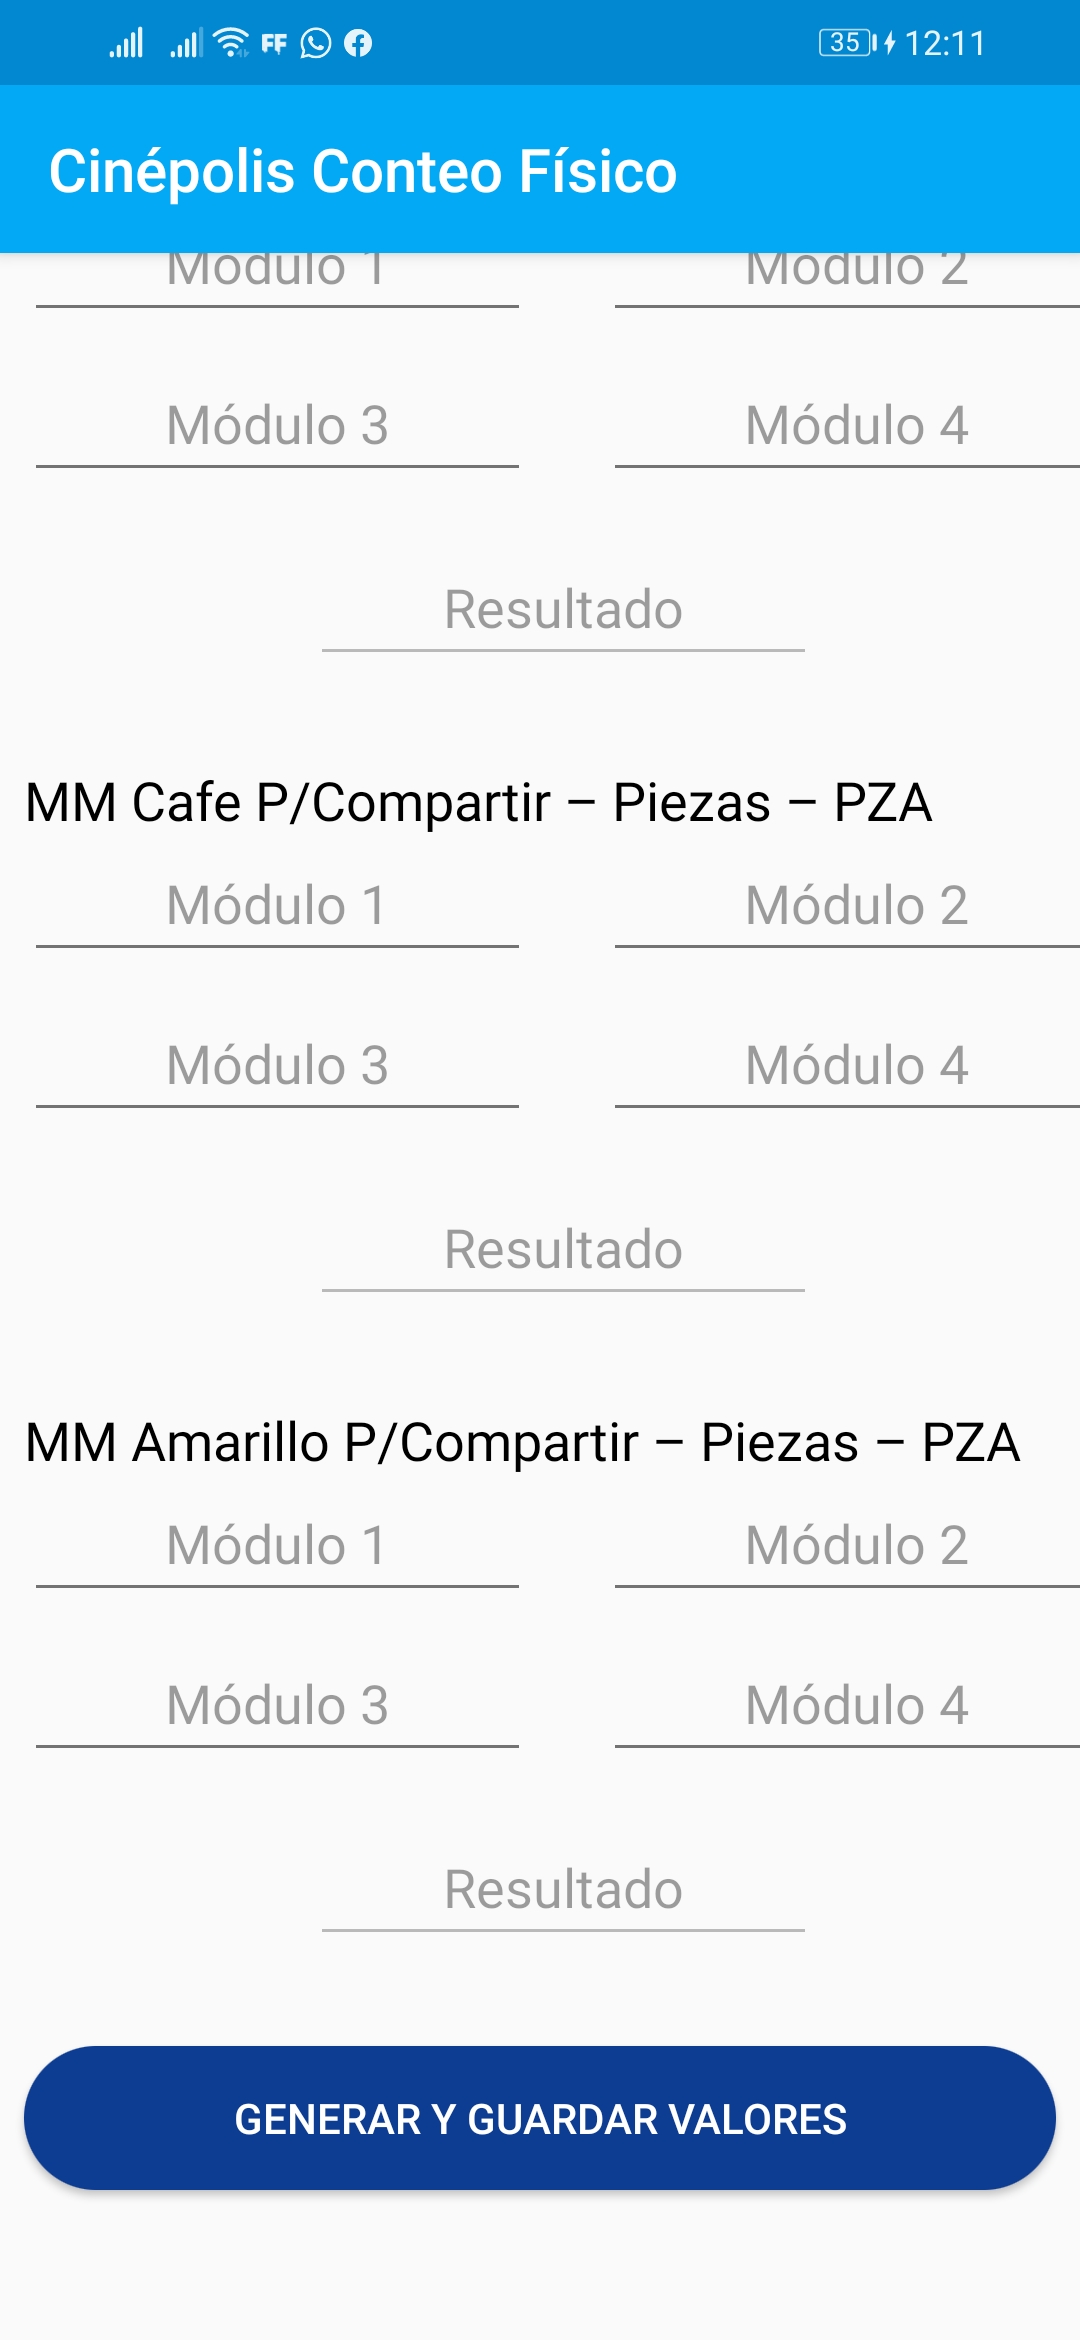 35 12:11
Cinépolis Conteo Físico
Módulo 1 Módulo 2
Módulo 3 Módulo 4
Resultado
MM Cafe P/Compartir – Piezas – PZA
Módulo 1 Módulo 2
Módulo 3 Módulo 4
Resultado
MM Amarillo P/Compartir – Piezas – PZA
Módulo 1 Módulo 2
Módulo 3 Módulo 4
Resultado
GENERAR Y GUARDAR VALORES